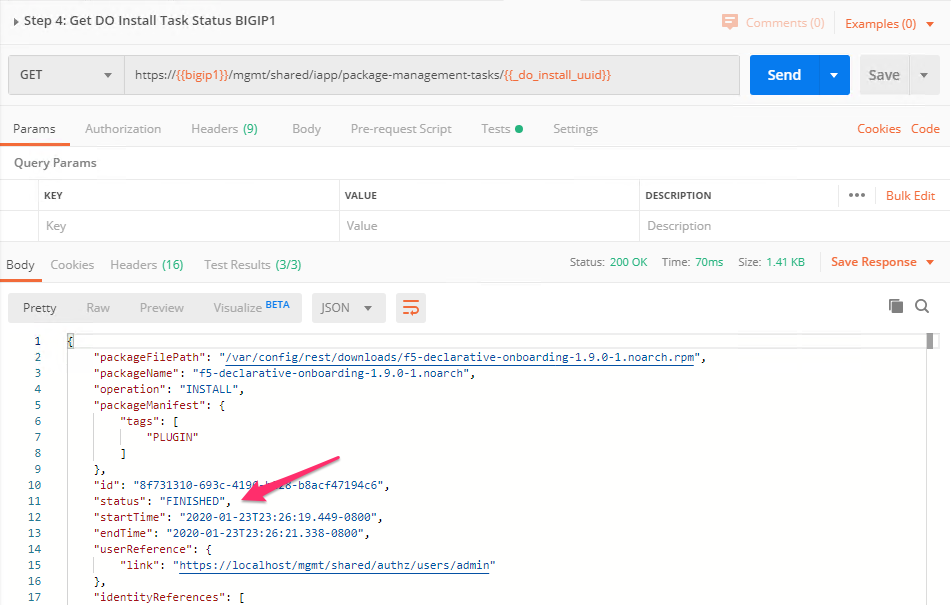 Step 4: Get DO Install Task Status BIGIP1
Comments (0) Examples (0)
GET https://{{bigip1}}/mgmt/shared/iapp/package-management-tasks/{{_do_install_uuid}} Send Save
Params Authorization Headers (9) Body Pre-request Script Tests Settings Cookies Code
Query Params
KEY VALUE DESCRIPTION ••• Bulk Edit
Key Value Description
Body Cookies Headers (16) Test Results (3/3) Status: 200 OK Time: 70ms Size: 1.41 KB Save Response
Pretty Raw Preview Visualize BETA JSON
1 {
2 "packageFilePath": "/var/config/rest/downloads/f5-declarative-onboarding-1.9.0-1.noarch.rpm",
3 "packageName": "f5-declarative-onboarding-1.9.0-1.noarch",
4 "operation": "INSTALL",
5 "packageManifest": {
6 "tags": [
7 "PLUGIN"
8 ]
9 },
10 "id": "8f731310-693c-b8acf47194c6",
11 "status": "FINISHED",
12 "startTime": "2020-01-23T23:26:19.449-0800",
13 "endTime": "2020-01-23T23:26:21.338-0800",
14 "userReference": {
15 "link": "https://localhost/mgmt/shared/authz/users/admin"
16 },
17 "identityReferences": [